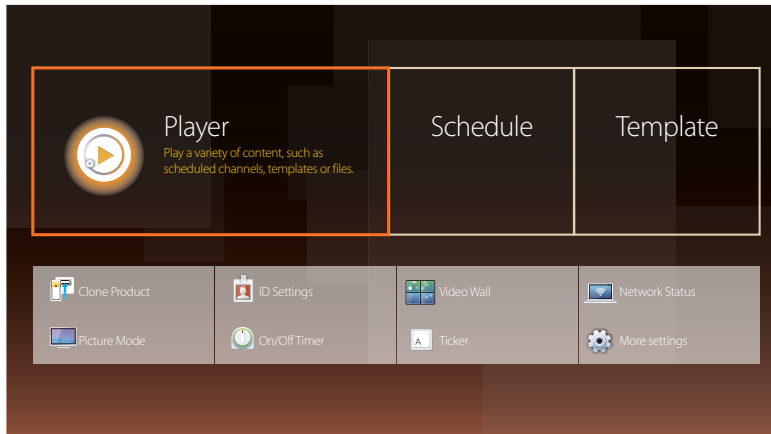 Player
Play a variety of content, such as
scheduled channels, templates or files.
Schedule
Template
Clone Product
ID Settings
Video Wall
Network Status
Picture Mode
On/Off Timer
A
Ticker
More settings